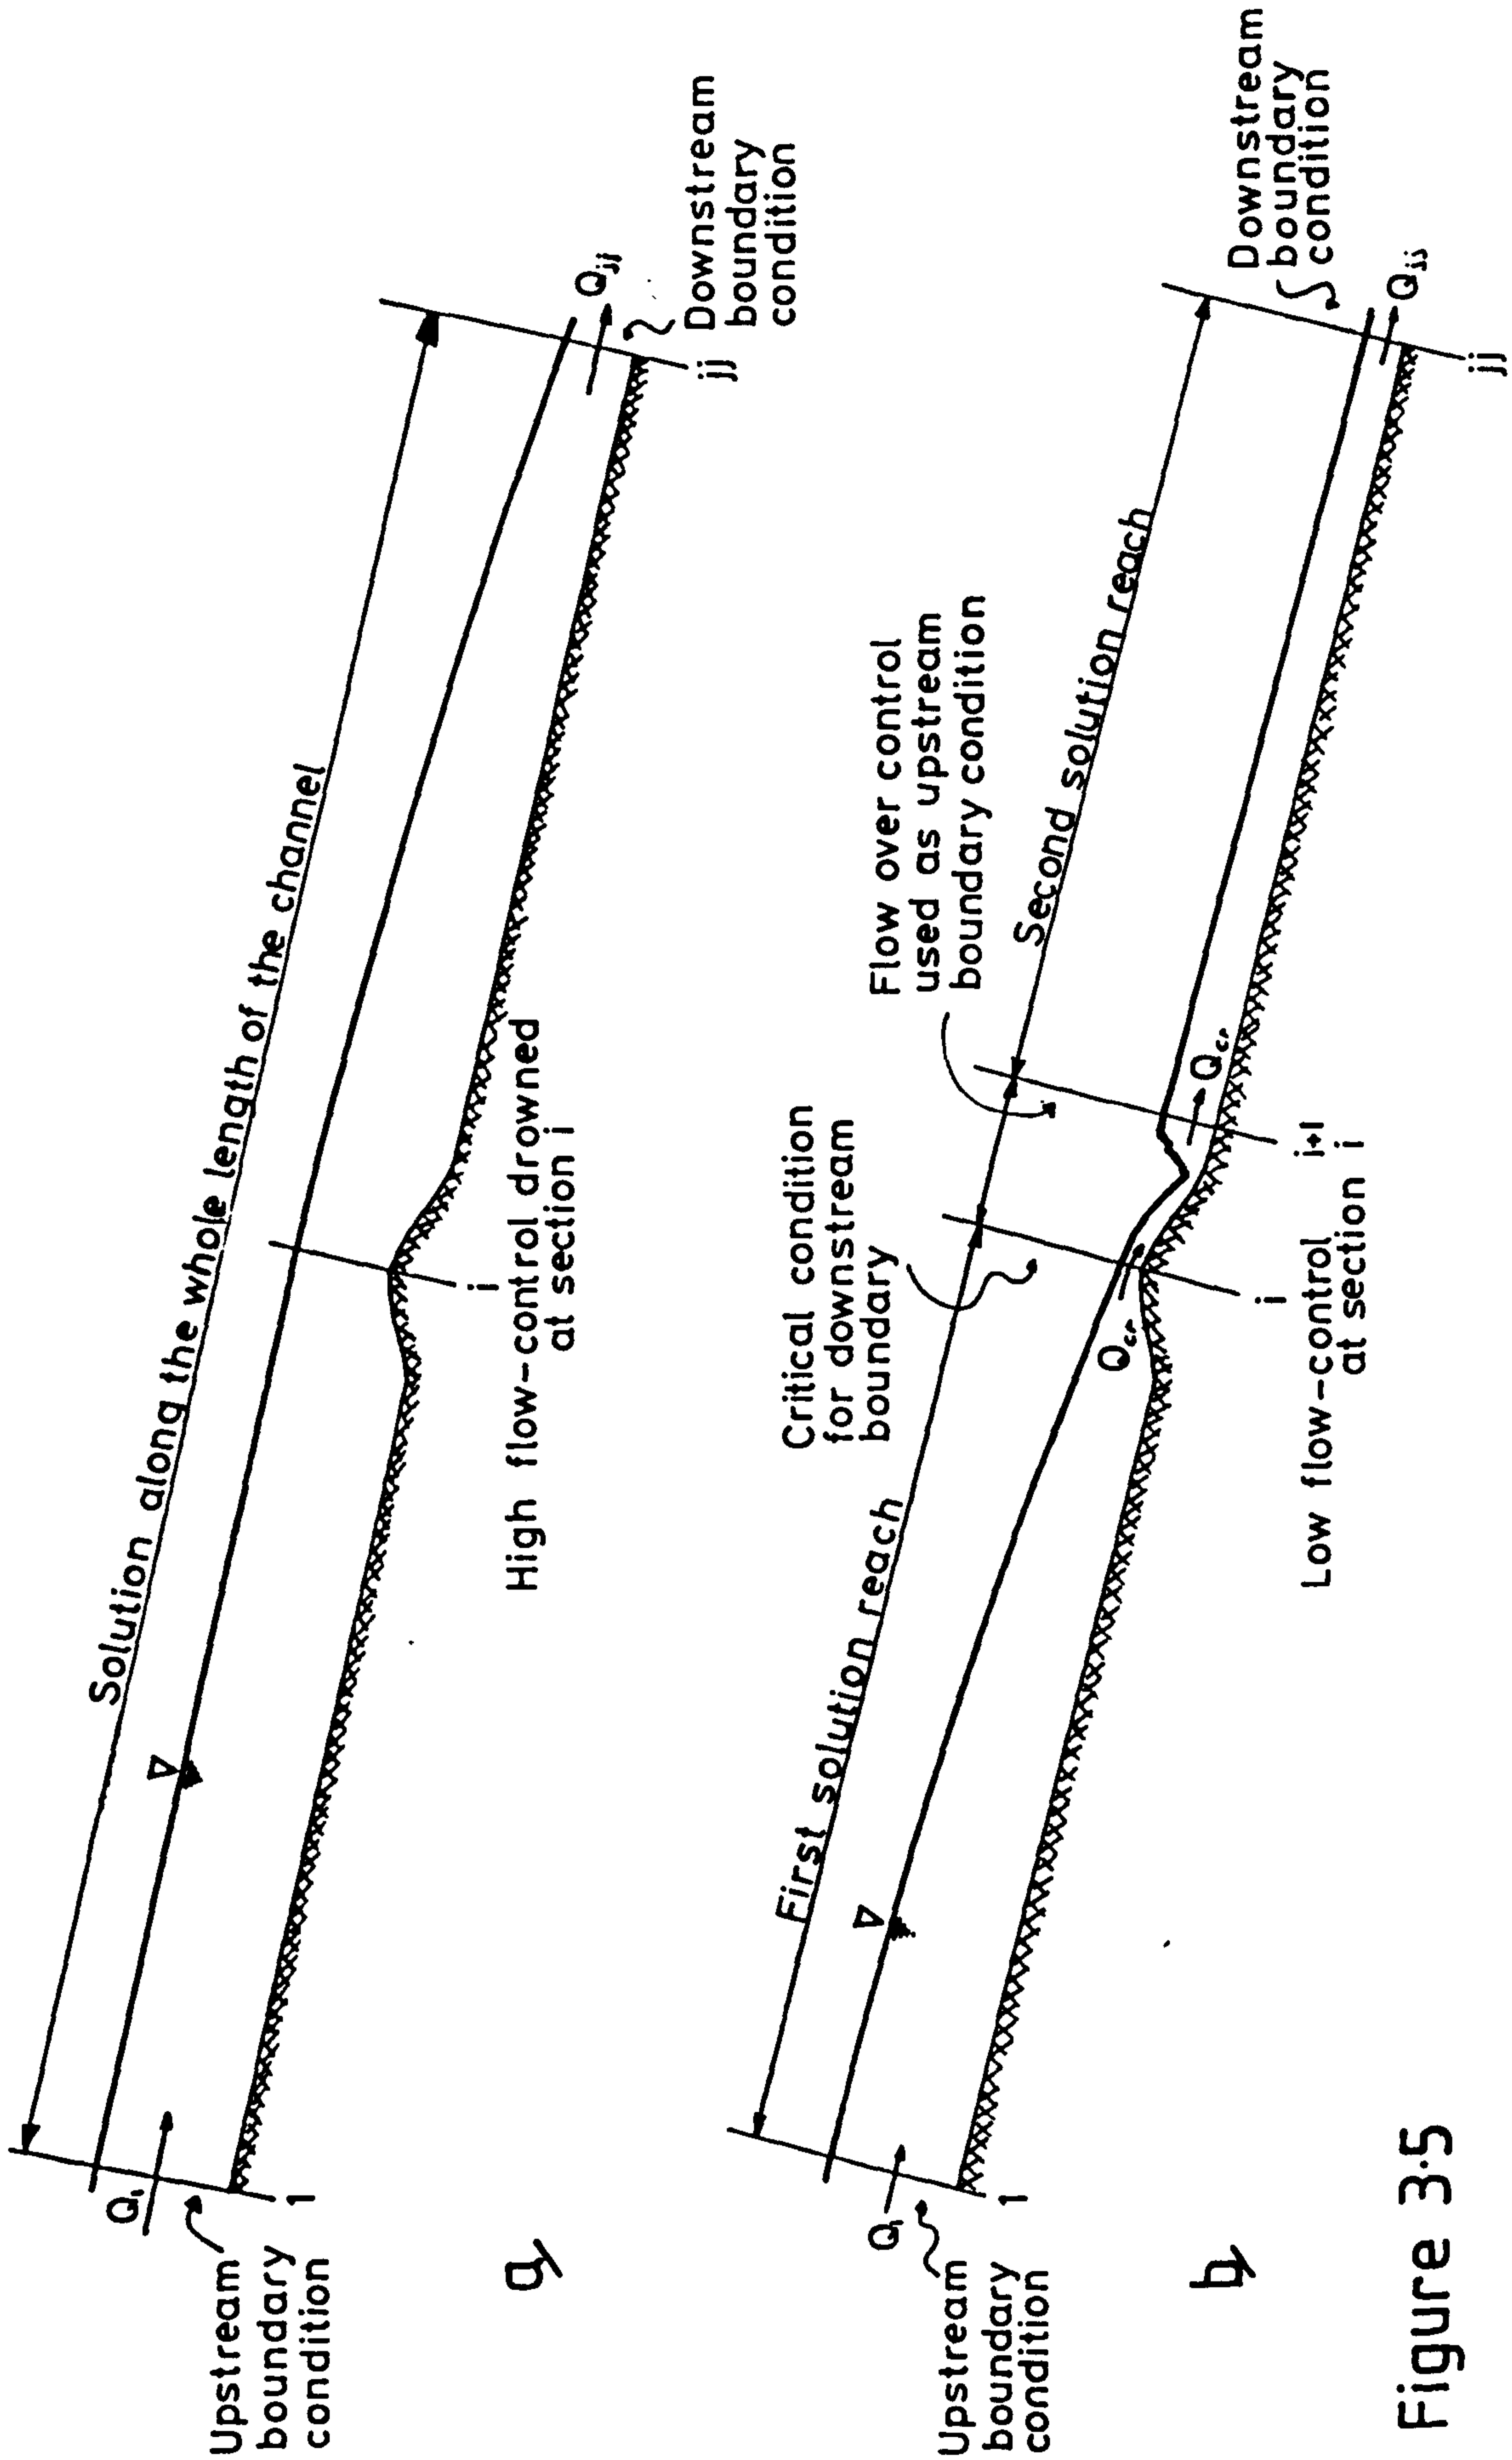 Solution along the whole length of the channel
Q₁
Upstream
boundary
condition
1
i
High flow-control drowned
at section i
Qjj
jj
Downstream
boundary
condition
a)
First solution reach
Critical condition
for downstream
boundary
Flow over control
used as upstream
boundary condition
Second solution reach
Q₁
Upstream
boundary
condition
1
Qcr
i
Qcr
i+1
Low flow-control
at section i
Qjj
jj
Downstream
boundary
condition
b)
Figure 3·5